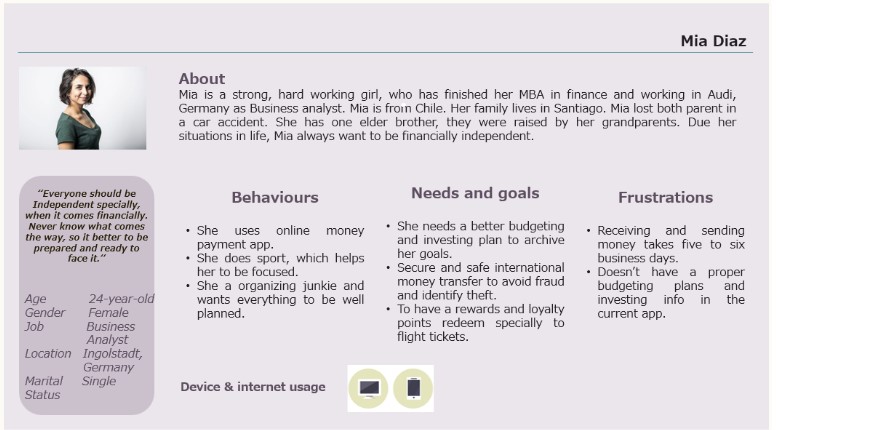 Mia Diaz
About
Mia is a strong, hard working girl, who has finished her MBA in finance and working in Audi,
Germany as Business analyst. Mia is from Chile. Her family lives in Santiago. Mia lost both parent in
a car accident. She has one elder brother, they were raised by her grandparents. Due her
situations in life, Mia always want to be financially independent.
“Everyone should be
Independent specially,
when it comes financially.
Never know what comes
the way, so it better to be
prepared and ready to
face it.”
Age 24-year-old
Gender Female
Job Business
Analyst
Location Ingolstadt,
Germany
Marital Single
Status
Behaviours
• She uses online money
payment app.
• She does sport, which helps
her to be focused.
• She a organizing junkie and
wants everything to be well
planned.
Needs and goals
• She needs a better budgeting
and investing plan to archive
her goals.
• Secure and safe international
money transfer to avoid fraud
and identify theft.
• To have a rewards and loyalty
points redeem specially to
flight tickets.
Frustrations
• Receiving and sending
money takes five to six
business days.
• Doesn’t have a proper
budgeting plans and
investing info in the
current app.
Device & internet usage